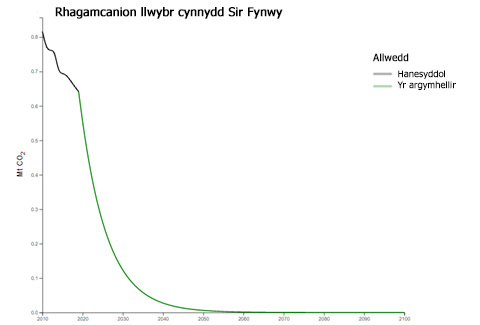 Rhagamcanion llwybr cynnydd Sir Fynwy
Allwedd
Hanesyddol
Yr argymhellir
Mt CO2
0.8
0.7
0.6
0.5
0.4
0.3
0.2
0.1
0.0
2010 2020 2030 2040 2050 2060 2070 2080 2090 2100